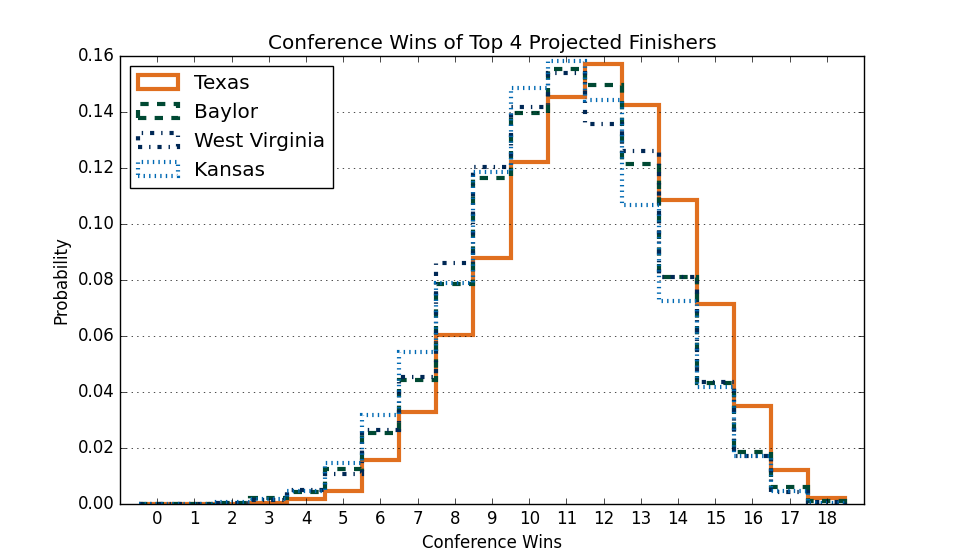 Conference Wins of Top 4 Projected Finishers
0.16
0.14
0.12
0.10
0.08
0.06
0.04
0.02
0.00
Probability
Texas
Baylor
West Virginia
Kansas
0 1 2 3 4 5 6 7 8 9 10 11 12 13 14 15 16 17 18
Conference Wins